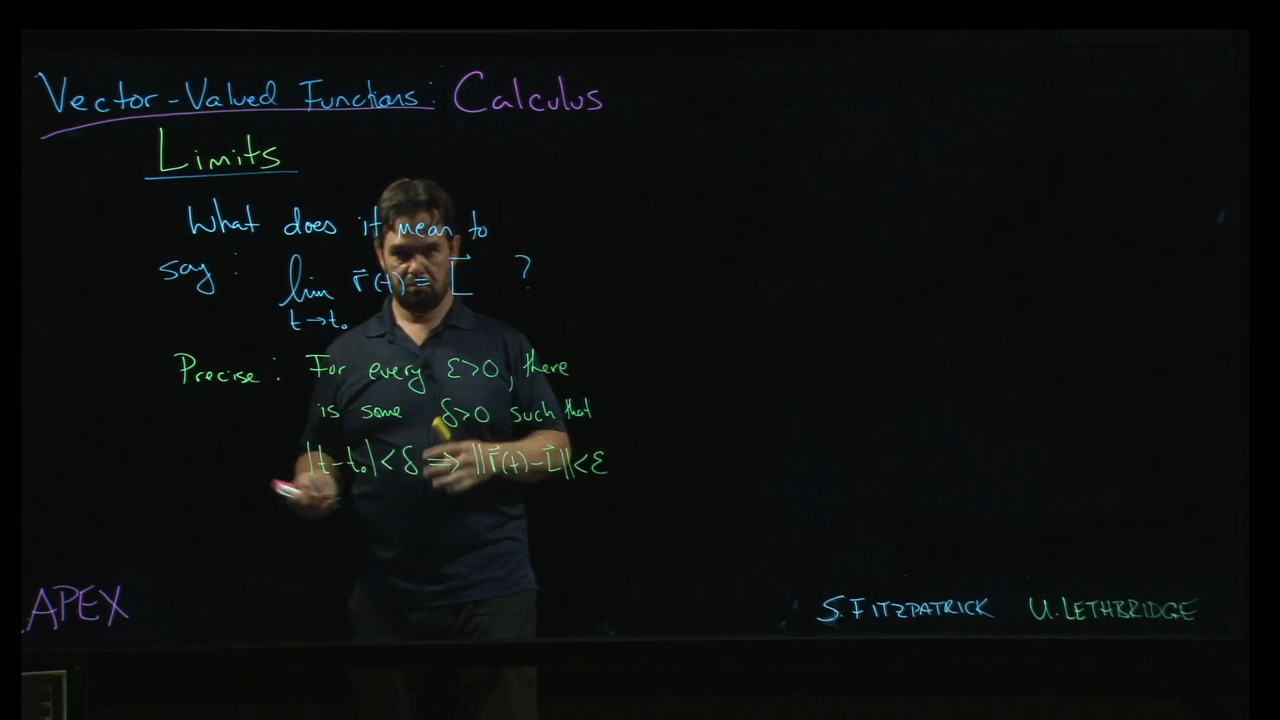 Vector-Valued Functions: Calculus
Limits
What does it mean to
say: lim t→t₀ r⃗(t) = L⃗ ?
Precise: For every ε>0, there
is some δ>0 such that
|t-t₀|<δ ⇒ ||r⃗(t)-L⃗||<ε
APEX
S. FITZPATRICK U. LETHBRIDGE